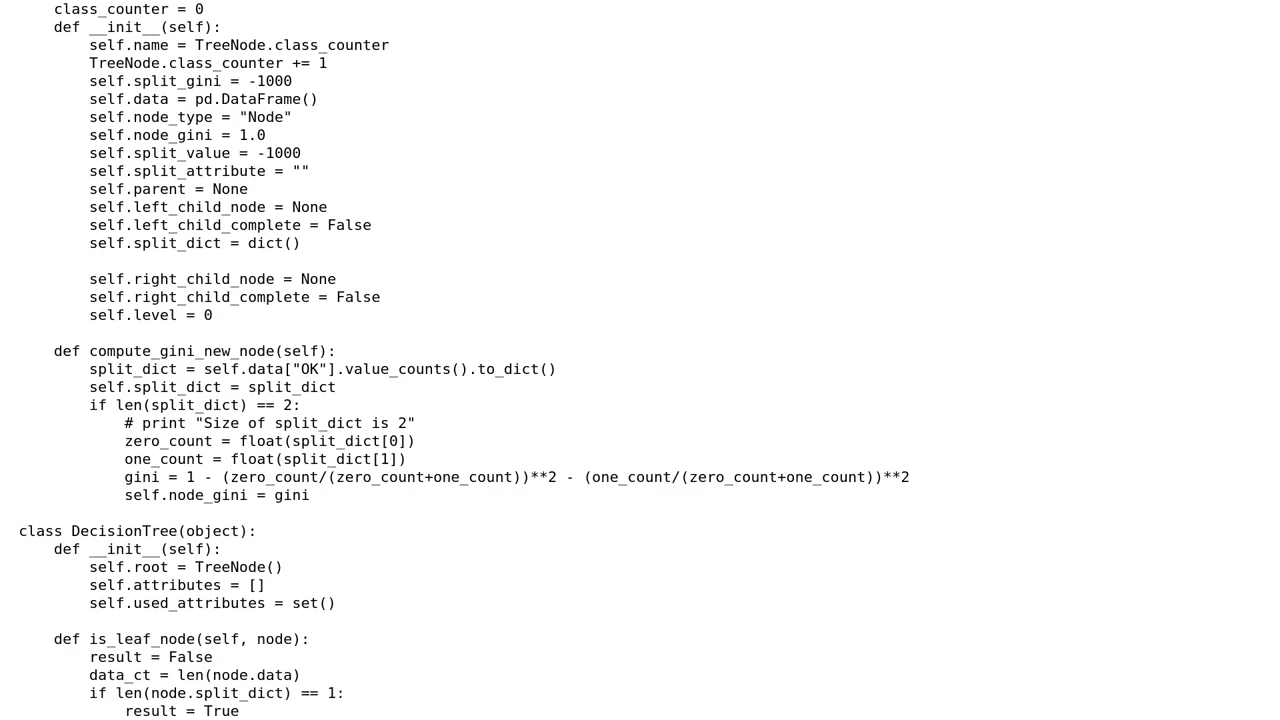 class_counter = 0
def __init__(self):
self.name = TreeNode.class_counter
TreeNode.class_counter += 1
self.split_gini = -1000
self.data = pd.DataFrame()
self.node_type = "Node"
self.node_gini = 1.0
self.split_value = -1000
self.split_attribute = ""
self.parent = None
self.left_child_node = None
self.left_child_complete = False
self.split_dict = dict()
self.right_child_node = None
self.right_child_complete = False
self.level = 0
def compute_gini_new_node(self):
split_dict = self.data["OK"].value_counts().to_dict()
self.split_dict = split_dict
if len(split_dict) == 2:
# print "Size of split_dict is 2"
zero_count = float(split_dict[0])
one_count = float(split_dict[1])
gini = 1 - (zero_count/(zero_count+one_count))**2 - (one_count/(zero_count+one_count))**2
self.node_gini = gini
class DecisionTree(object):
def __init__(self):
self.root = TreeNode()
self.attributes = []
self.used_attributes = set()
def is_leaf_node(self, node):
result = False
data_ct = len(node.data)
if len(node.split_dict) == 1:
result = True